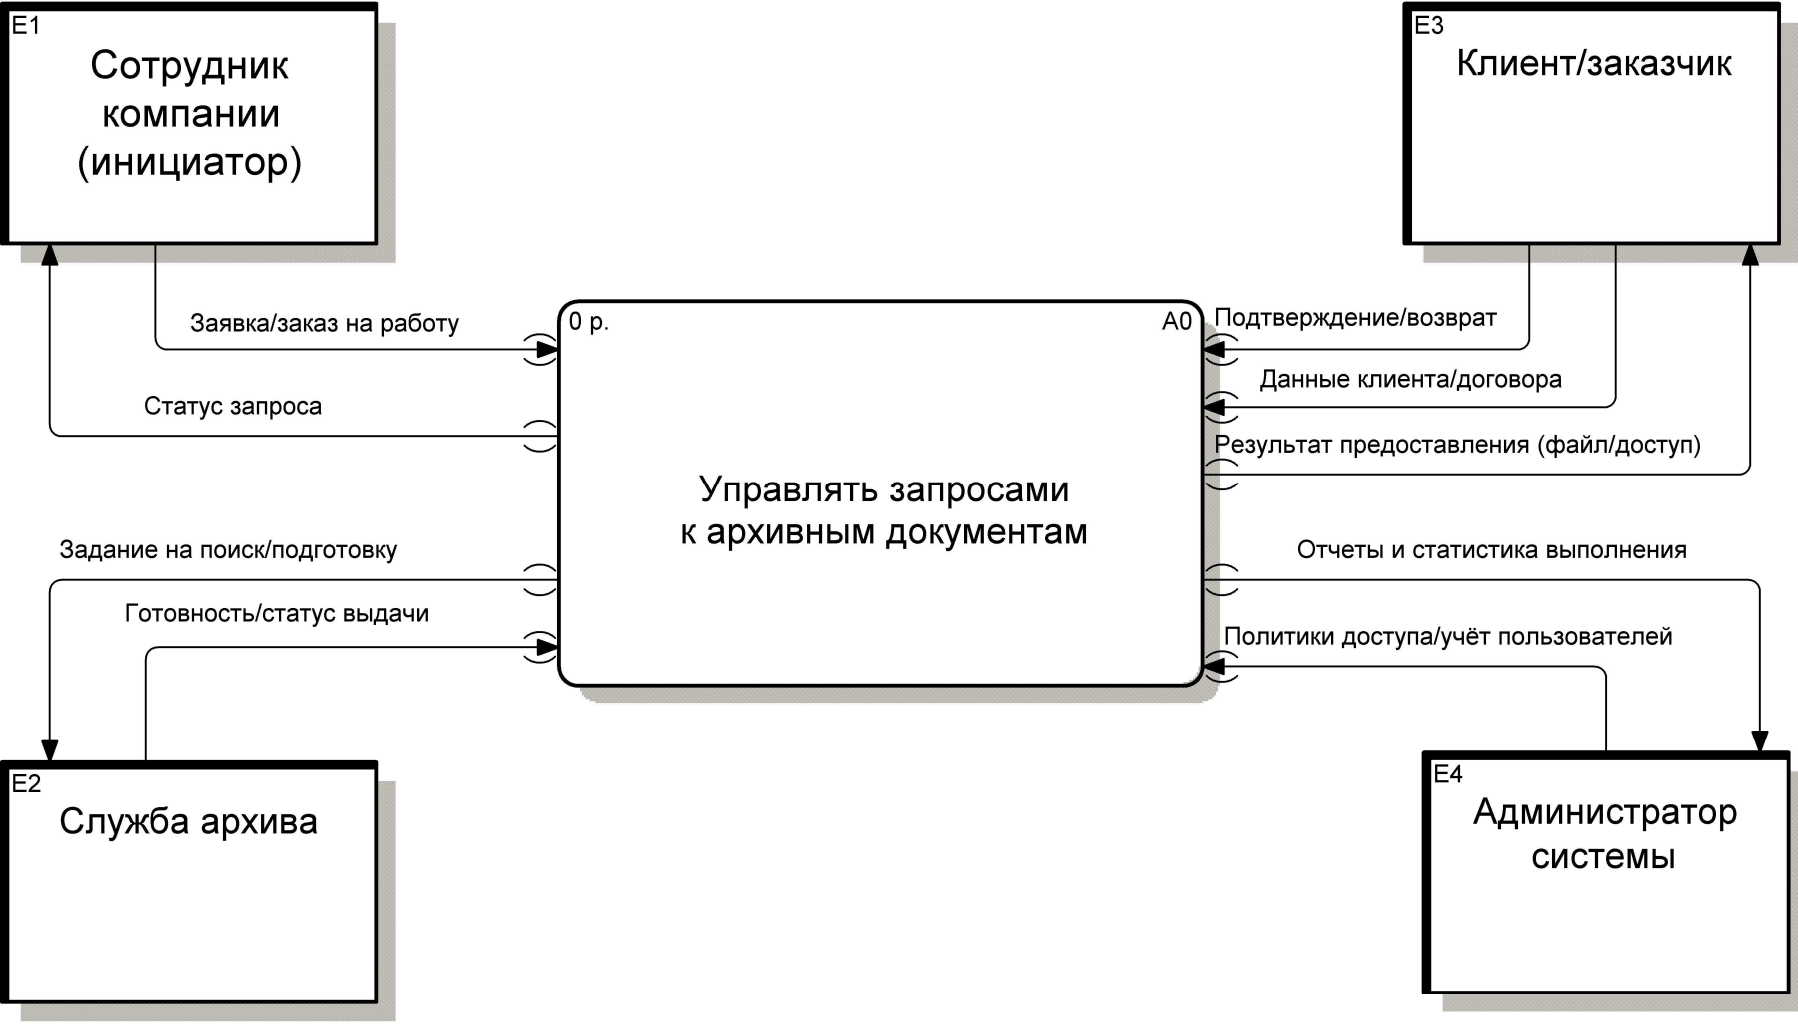 E1
Сотрудник
компании
(инициатор)
E3
Клиент/заказчик
Заявка/заказ на работу
Статус запроса
Задание на поиск/подготовку
Готовность/статус выдачи
0 р.
A0
Управлять запросами
к архивным документам
Подтверждение/возврат
Данные клиента/договора
Результат предоставления (файл/доступ)
Отчеты и статистика выполнения
Политики доступа/учёт пользователей
E2
Служба архива
E4
Администратор
системы